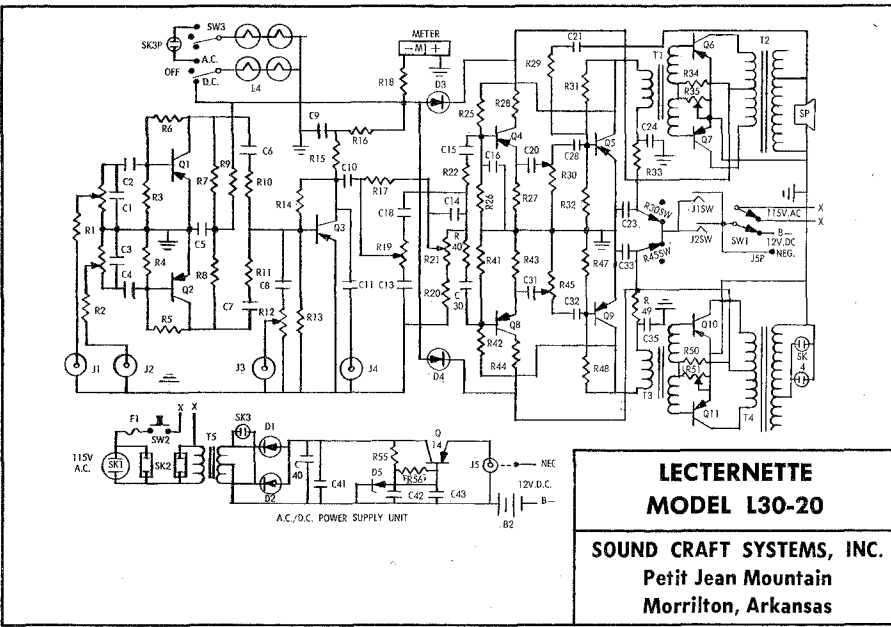 SW3
SK3P
A.C.
OFF
D.C.
L4
METER
- M1 +
R18
D3
C9
R16
R15
R6
Q1
C2
C1
R3
R7
R9
C6
R10
R1
C3
C5
R4
C4
R8
R11
Q2
R5
C7
R2
C8
R12
R13
R14
C10
R17
Q3
C18
R19
C13
C11
J1
J2
J3
J4
C14
R21
R20
D4
R25
R28
C15
R22
C16
R26
Q4
C20
R27
C21
R29
R31
C28
Q5
R30
R32
R 40
R41
R43
C 30
C31
R45
R47
C32
Q9
Q8
R42
R44
R48
T1
Q6
T2
R34
R35
Q7
C24
R33
SP
C23
R30SW
C33
R45SW
J1SW
J2SW
115V.AC
X
X
SW1
B-
12V.DC
NEG.
J5P
R 49
C35
Q10
R50
R51
T3
Q11
T4
SK 4
F1
SW2
X X
SK3
T5
D1
115V A.C.
SK1
SK2
D2
C 40
C41
R55
Q 14
D5
R56
C42
C43
J5
NEG
12V.D.C.
B-
B2
A.C./D.C. POWER SUPPLY UNIT
LECTERNETTE
MODEL L30-20
SOUND CRAFT SYSTEMS, INC.
Petit Jean Mountain
Morrilton, Arkansas